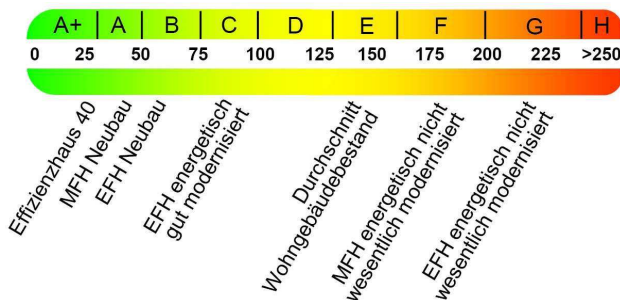 A+ A B C D E F G H
0 25 50 75 100 125 150 175 200 225 >250
Effizienzhaus 40
MFH Neubau
EFH Neubau
EFH energetisch
gut modernisiert
Durchschnitt
Wohngebäudebestand
MFH energetisch nicht
wesentlich modernisiert
EFH energetisch nicht
wesentlich modernisiert